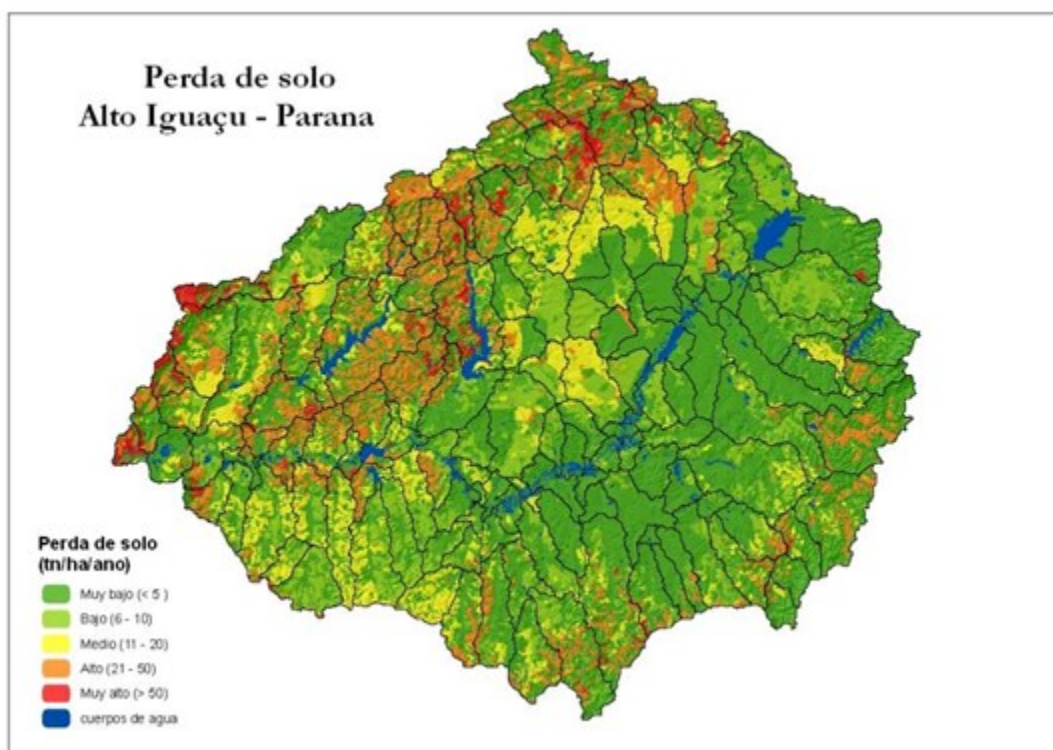 Perda de solo
Alto Iguaçu - Parana
Perda de solo
(tn/ha/ano)
Muy bajo (< 5 )
Bajo (6 - 10)
Medio (11 - 20)
Alto (21 - 50)
Muy alto (> 50)
cuerpos de agua